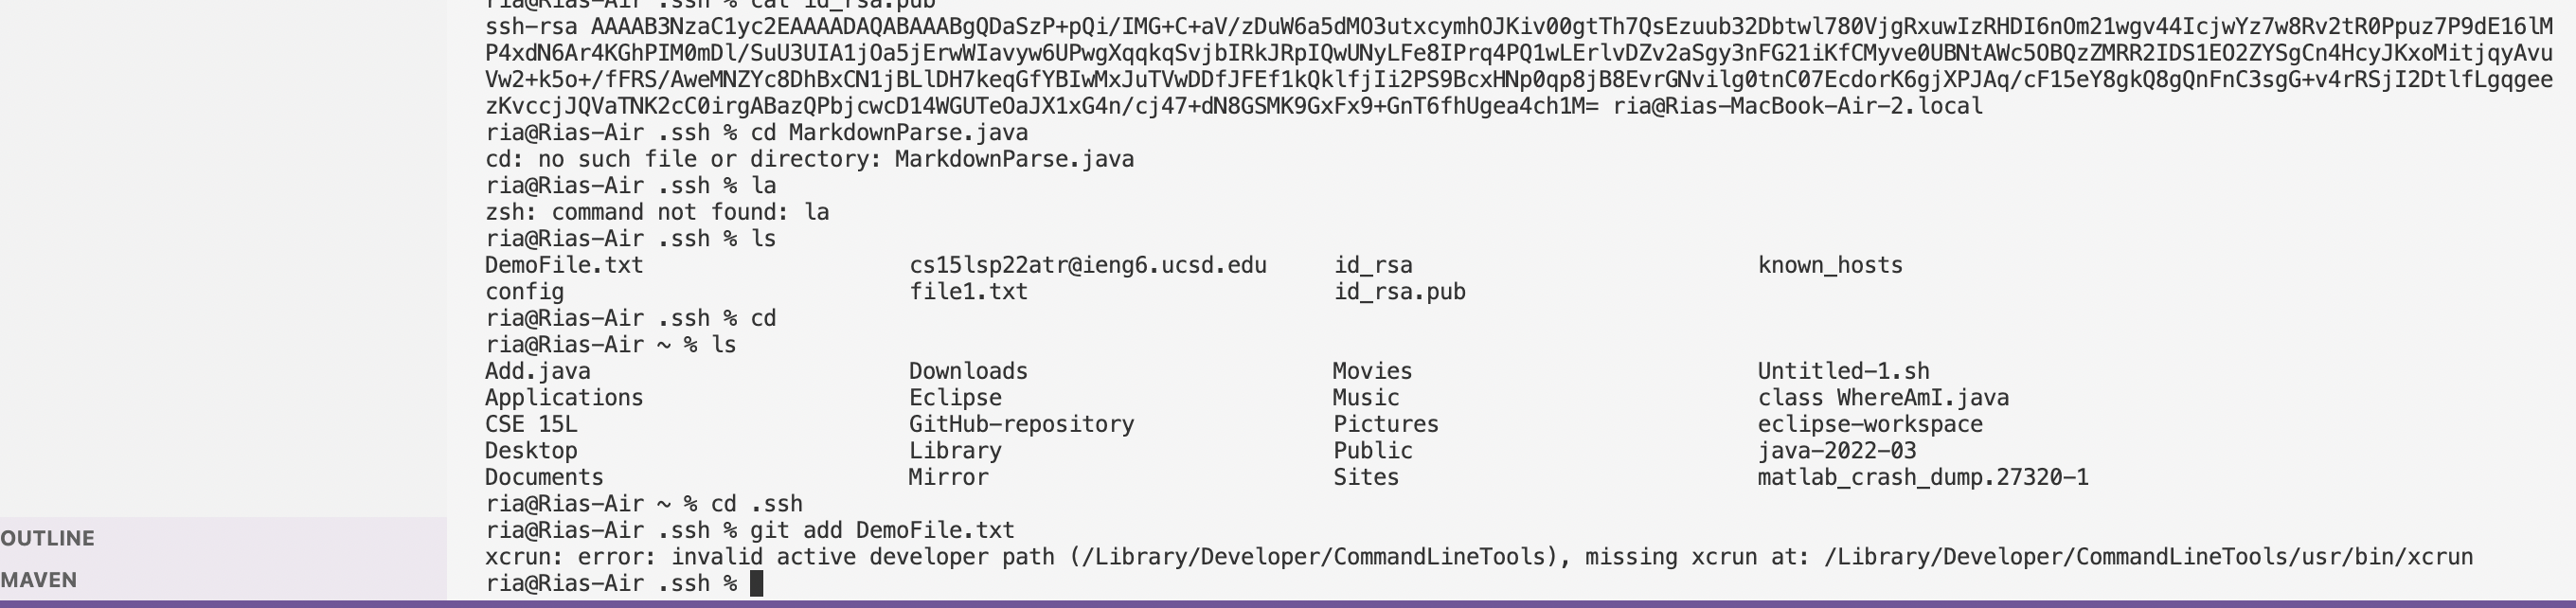 ria@Rias-Air .ssh % cat id_rsa.pub
ssh-rsa AAAAB3NzaC1yc2EAAAADAQABAAABgQDaSzP+pQi/IMG+C+aV/zDuW6a5dMO3utxcymhOJKiv00gtTh7QsEzuub32Dbtwl780VjgRxuwIzRHDI6nOm21wgv44IcjwYz7w8Rv2tR0Ppuz7P9dE16lM
P4xdN6Ar4KGhPIM0mDl/SuU3UIA1jOa5jErwWIavyw6UPwgXqqkqSvjbIRkJRpIQwUNyLFe8IPrq4PQ1wLErlvDZv2aSgy3nFG21iKfCMyve0UBNtAWc5OBQzZMRR2IDS1EO2ZYSgCn4HcyJKxoMitjqyAvu
Vw2+k5o+/fFRS/AweMNZYc8DhBxCN1jBLlDH7keqGfYBIwMxJuTVwDDfJFEf1kQklfjIi2PS9BcxHNp0qp8jB8EvrGNvilg0tnC07EcdorK6gjXPJAq/cF15eY8gkQ8gQnFnC3sgG+v4rRSjI2DtlfLgqgee
zKvccjJQVaTNK2cC0irgABazQPbjcwcD14WGUTeOaJX1xG4n/cj47+dN8GSMK9GxFx9+GnT6fhUgea4ch1M= ria@Rias-MacBook-Air-2.local
ria@Rias-Air .ssh % cd MarkdownParse.java
cd: no such file or directory: MarkdownParse.java
ria@Rias-Air .ssh % la
zsh: command not found: la
ria@Rias-Air .ssh % ls
DemoFile.txt cs15lsp22atr@ieng6.ucsd.edu id_rsa known_hosts
config file1.txt id_rsa.pub
ria@Rias-Air .ssh % cd
ria@Rias-Air ~ % ls
Add.java Downloads Movies Untitled-1.sh
Applications Eclipse Music class WhereAmI.java
CSE 15L GitHub-repository Pictures eclipse-workspace
Desktop Library Public java-2022-03
Documents Mirror Sites matlab_crash_dump.27320-1
ria@Rias-Air ~ % cd .ssh
ria@Rias-Air .ssh % git add DemoFile.txt
xcrun: error: invalid active developer path (/Library/Developer/CommandLineTools), missing xcrun at: /Library/Developer/CommandLineTools/usr/bin/xcrun
ria@Rias-Air .ssh %
OUTLINE
MAVEN